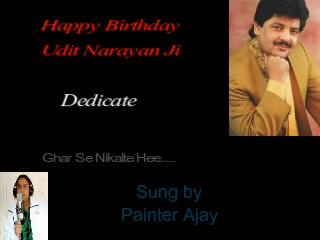 Happy Birthday
Udit Narayan Ji
Dedicate
Ghar Se Nikalte Hee.....
Sung by
Painter Ajay